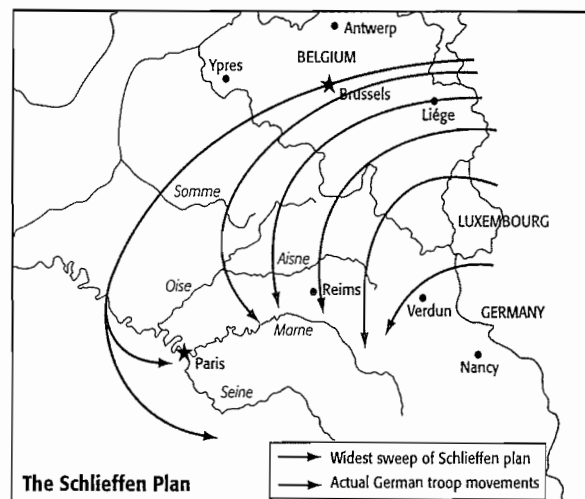 Antwerp
BELGIUM
Ypres
Brussels
Liége
Somme
LUXEMBOURG
Aisne
Oise
Reims
Verdun
GERMANY
Marne
Paris
Nancy
Seine
Widest sweep of Schlieffen plan
Actual German troop movements
The Schlieffen Plan